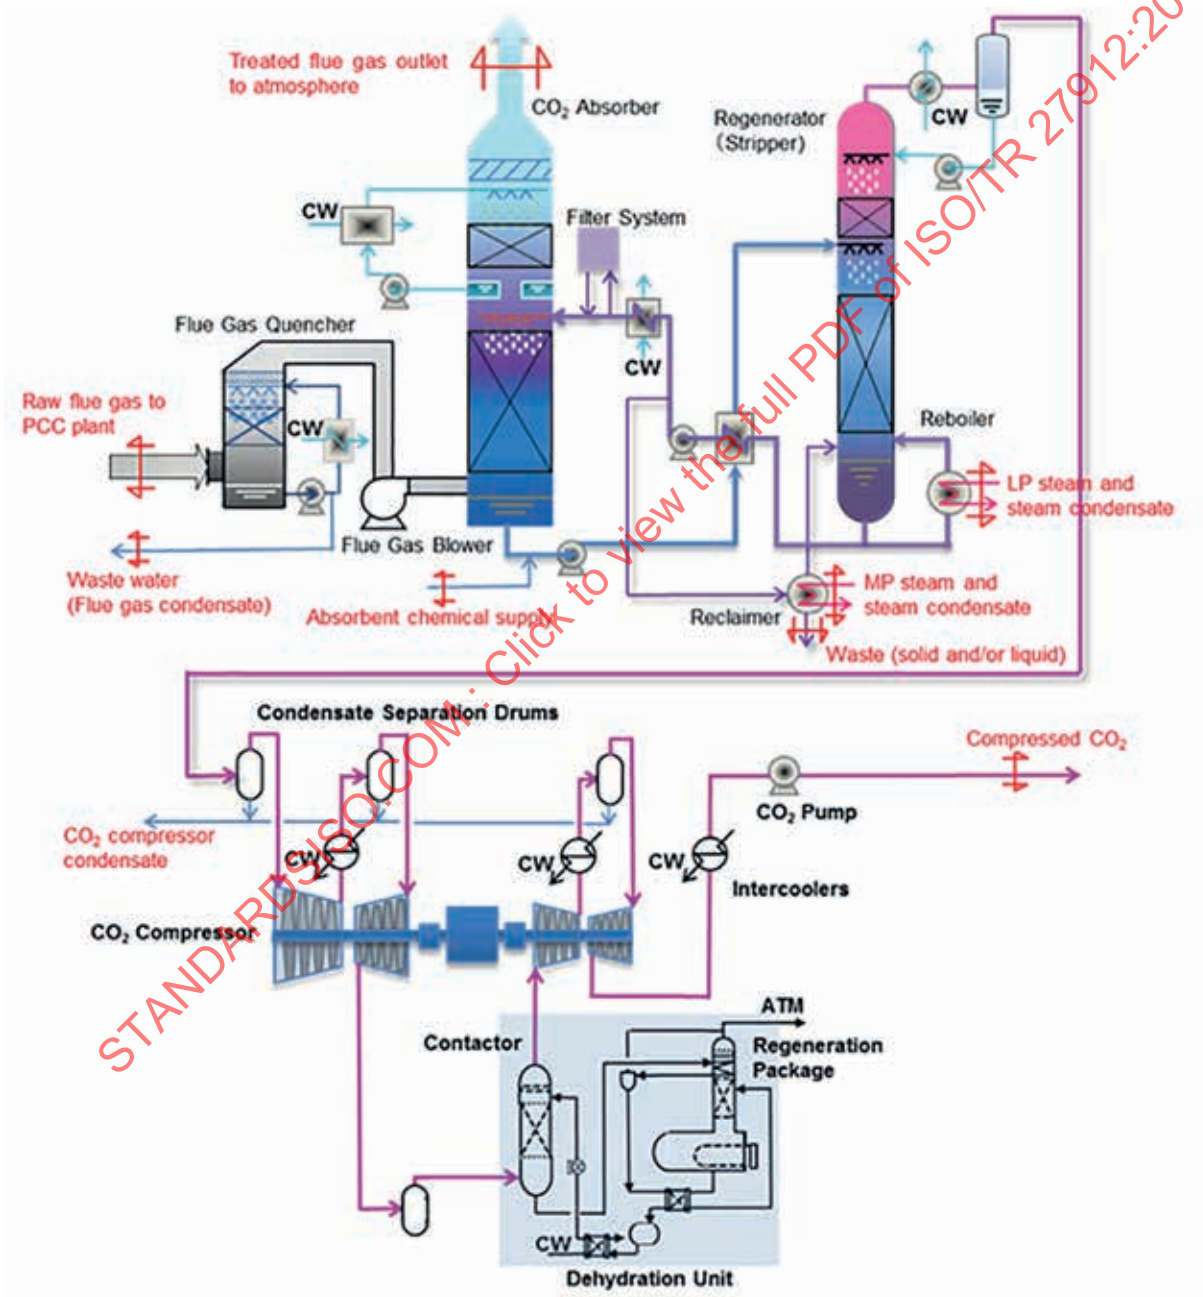 Treated flue gas outlet
to atmosphere
CO₂ Absorber
Regenerator
(Stripper)
CW
CW
Filter System
Flue Gas Quencher
CW
Raw flue gas to
PCC plant
CW
Reboiler
LP steam and
steam condensate
Flue Gas Blower
Waste water
(Flue gas condensate)
Absorbent chemical supply
MP steam and
steam condensate
Reclaimer
Waste (solid and/or liquid)
Condensate Separation Drums
Compressed CO₂
CO₂ Pump
CO₂ compressor
condensate
CW
CW
CW
Intercoolers
CO₂ Compressor
ATM
Contactor
Regeneration
Package
CW
Dehydration Unit
STANDARDSISO.COM : Click to view the full PDF of ISO/TR 27912:20